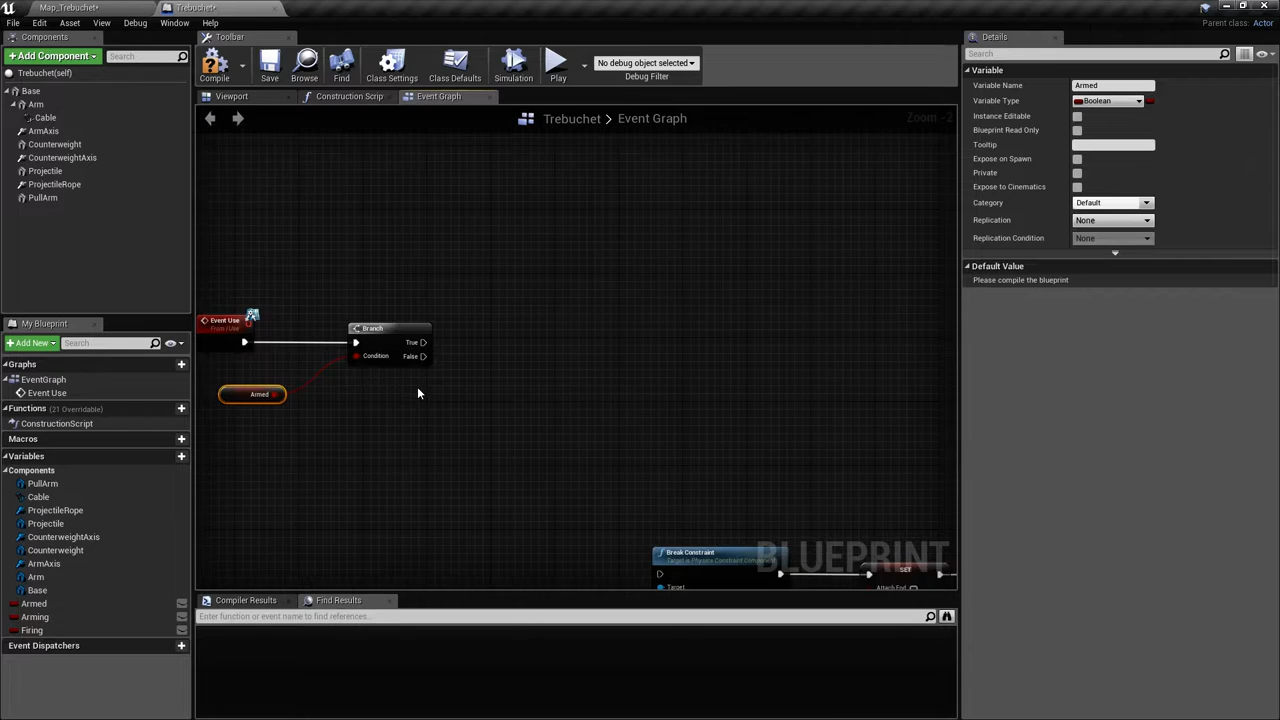 Map_Trebuchet*
Trebuchet*
File Edit Asset View Debug Window Help
Parent class: Actor
Components
+ Add Component
Search
Trebuchet(self)
Base
Arm
Cable
ArmAxis
Counterweight
CounterweightAxis
Projectile
ProjectileRope
PullArm
My Blueprint
+ Add New
Search
Graphs
EventGraph
Event Use
Functions (21 Overridable)
ConstructionScript
Macros
Variables
Components
PullArm
Cable
ProjectileRope
Projectile
CounterweightAxis
Counterweight
ArmAxis
Arm
Base
Armed
Arming
Firing
Event Dispatchers
Toolbar
Compile
Save
Browse
Find
Class Settings
Class Defaults
Simulation
Play
No debug object selected
Debug Filter
Viewport
Construction Scrip
Event Graph
Trebuchet > Event Graph
Zoom -2
Event Use
From I Use
Branch
True
Condition
False
Armed
Break Constraint
Target is Physics Constraint Component
Target
SET
Attach End
BLUEPRINT
Compiler Results
Find Results
Enter function or event name to find references...
Details
Search
Variable
Variable Name Armed
Variable Type Boolean
Instance Editable
Blueprint Read Only
Tooltip
Expose on Spawn
Private
Expose to Cinematics
Category Default
Replication None
Replication Condition None
Default Value
Please compile the blueprint